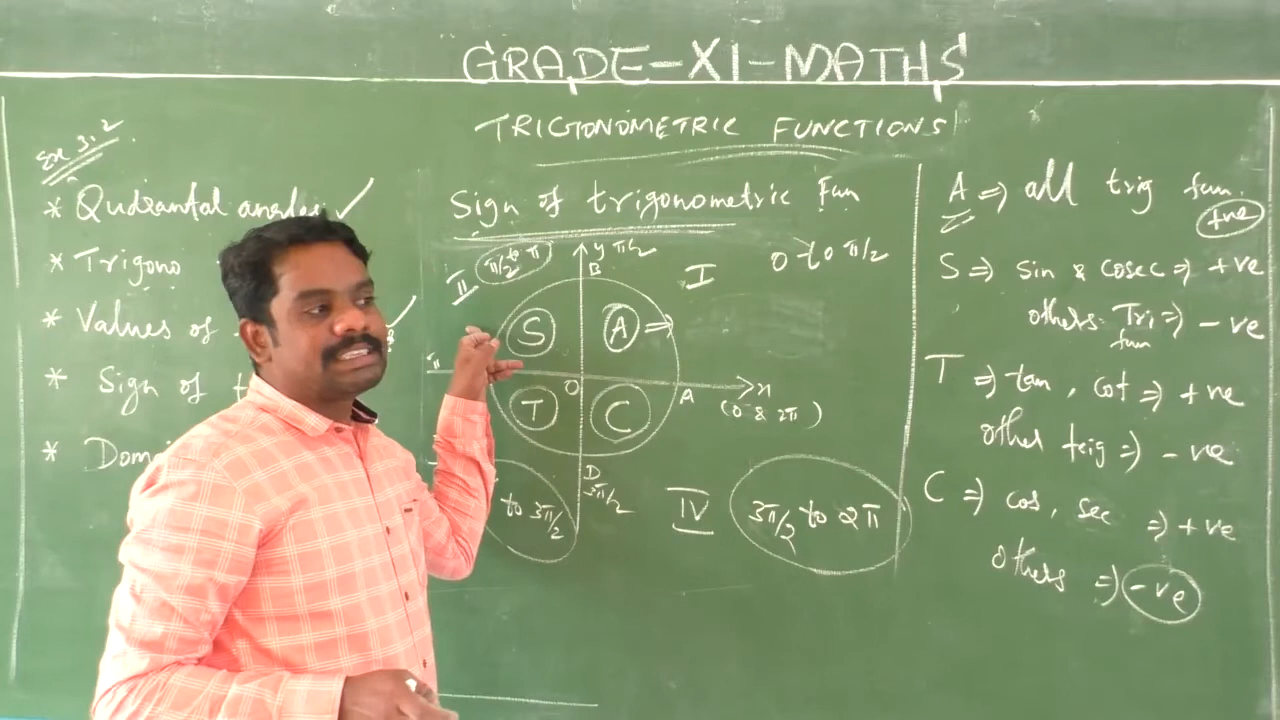 GRADE-XI-MATHS
TRIGTONOMETRIC FUNCTIONS
Ex 3.2
* Qudrantal angles ✓
* Trigono
* Values of
* Sign of t
* Dom
Sign of trigonometric Fun
II π/2 to π
y π/2
B
I
0 to π/2
S
A ⇒
π
O
A
x
(0 & 2π)
T
C
D
3π/2
to 3π/2
IV
3π/2 to 2π
A ⇒ all trig fun.
+ve
S ⇒ sin & cosec ⇒ +ve
others Tri ⇒ -ve
fun
T ⇒ tan, cot ⇒ +ve
other trig ⇒ -ve
C ⇒ cos, sec ⇒ +ve
others ⇒ -ve